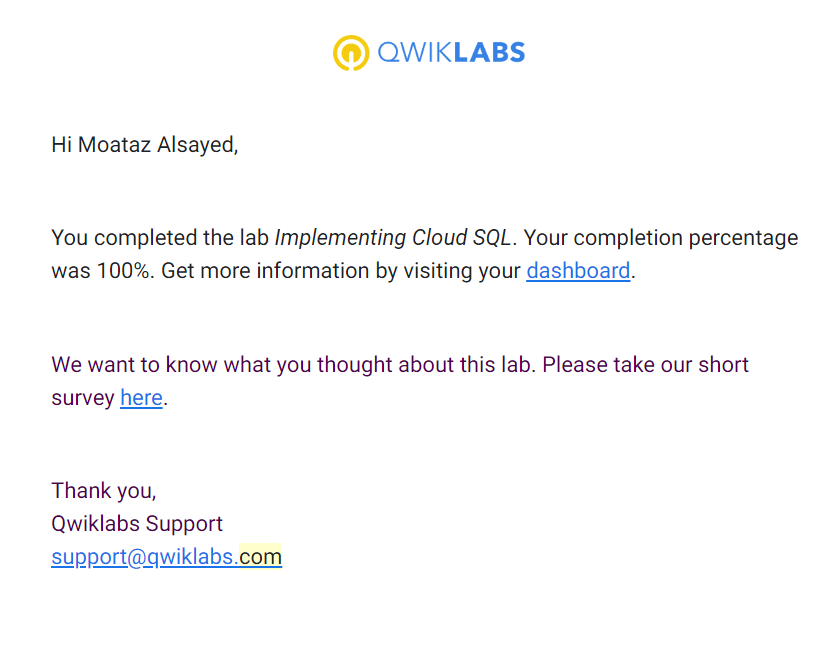 QWIKLABS
Hi Moataz Alsayed,
You completed the lab Implementing Cloud SQL. Your completion percentage
was 100%. Get more information by visiting your dashboard.
We want to know what you thought about this lab. Please take our short
survey here.
Thank you,
Qwiklabs Support
support@qwiklabs.com